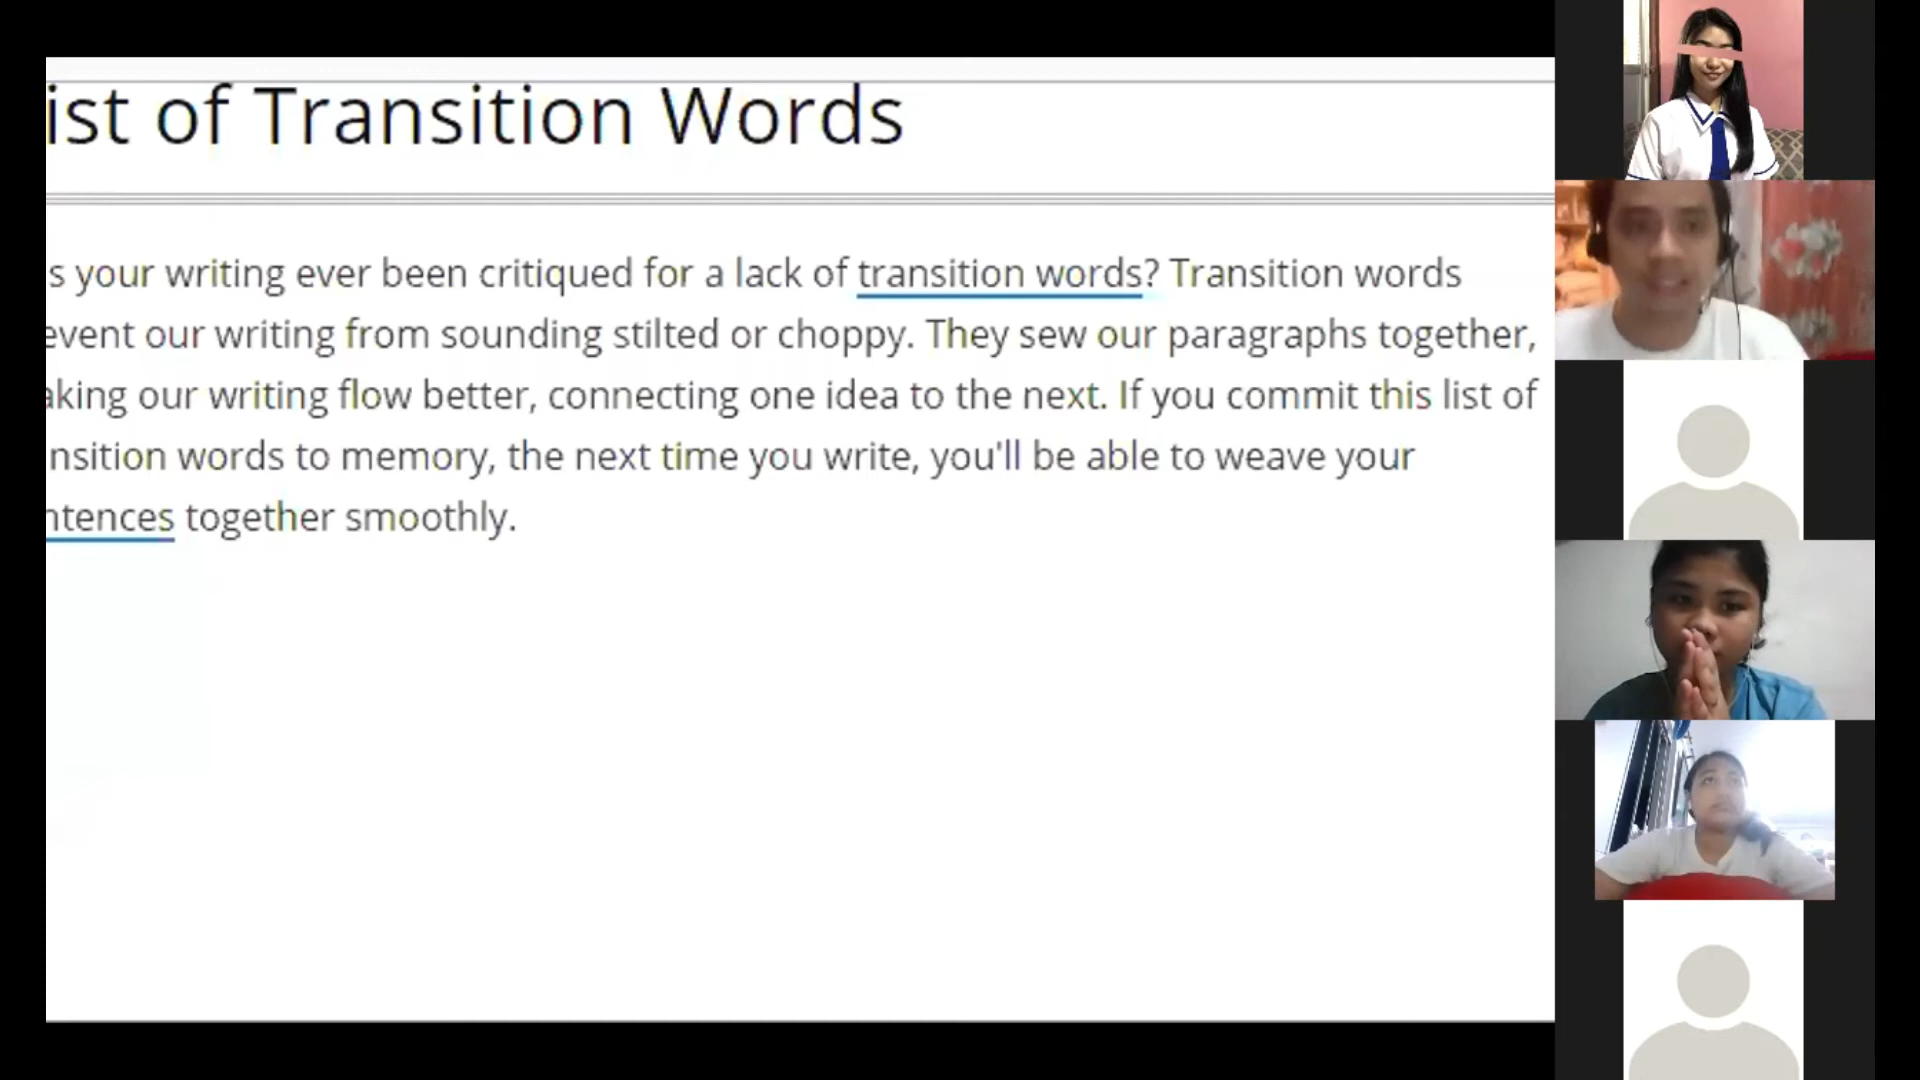 ist of Transition Words
s your writing ever been critiqued for a lack of transition words? Transition words
event our writing from sounding stilted or choppy. They sew our paragraphs together,
aking our writing flow better, connecting one idea to the next. If you commit this list of
nsition words to memory, the next time you write, you'll be able to weave your
ntences together smoothly.